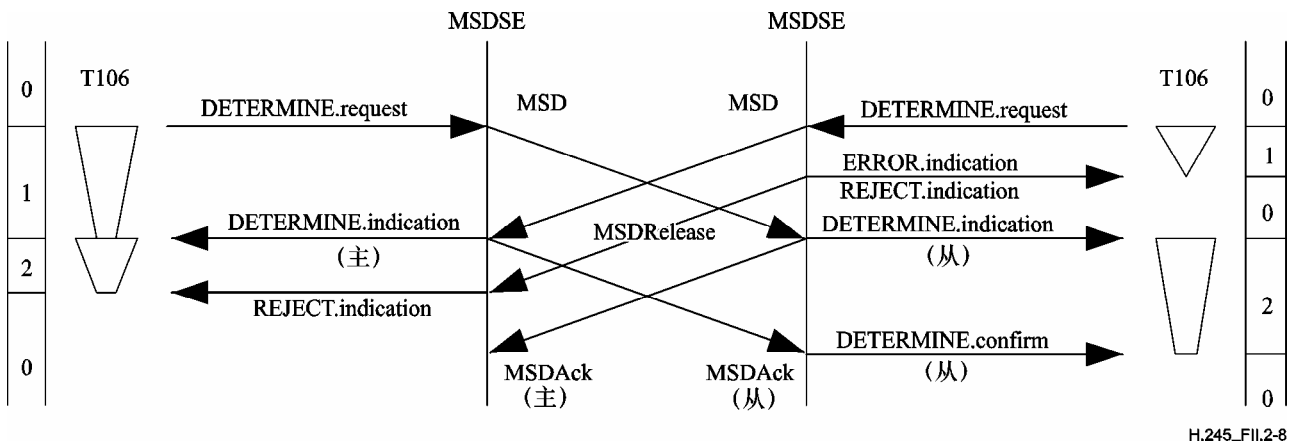 MSDSE MSDSE
0 T106 T106 0
DETERMINE.request MSD MSD DETERMINE.request
1 ERROR.indication 1
REJECT.indication
DETERMINE.indication MSDRelease DETERMINE.indication 0
(主) (从)
2 REJECT.indication 2
DETERMINE.confirm
0 MSDAck MSDAck (从)
(主) (从) 0
H.245_FII.2-8